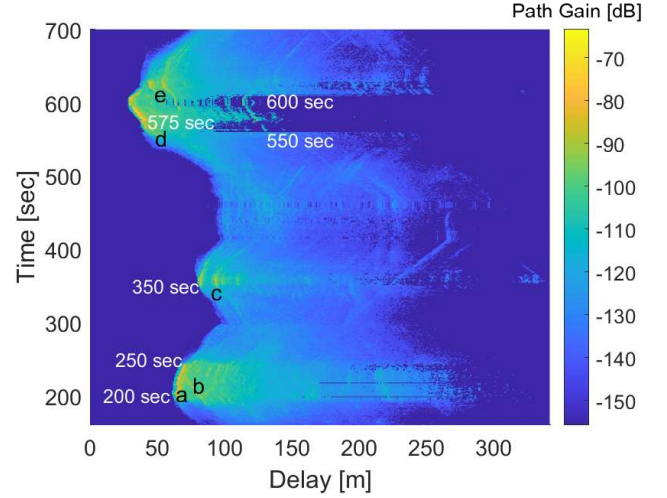 Path Gain [dB]
700
600
500
400
300
200
Time [sec]
e
600 sec
575 sec
d
550 sec
350 sec
c
250 sec
b
200 sec
a
0
50
100
150
200
250
300
Delay [m]
-70
-80
-90
-100
-110
-120
-130
-140
-150